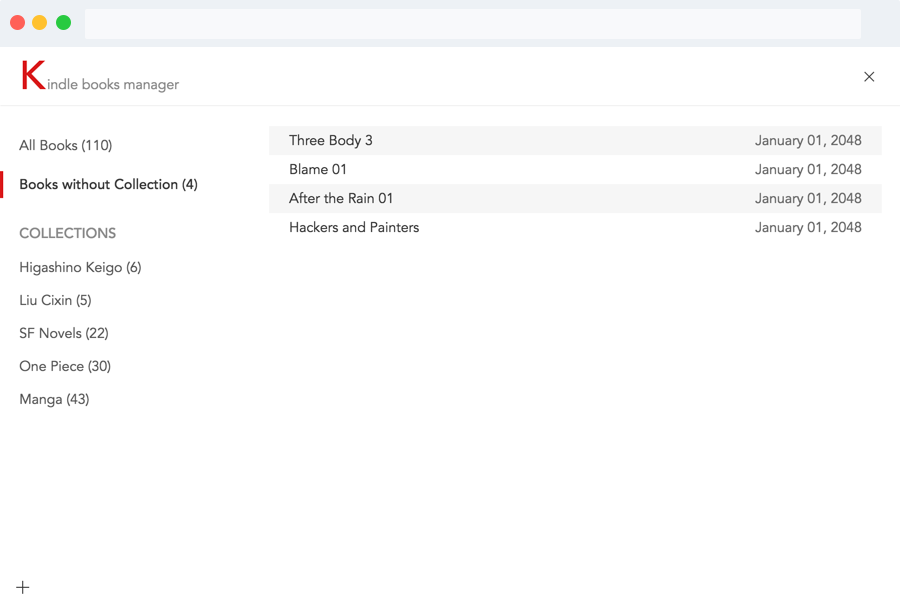 Kindle books manager
All Books (110)
Books without Collection (4)
COLLECTIONS
Higashino Keigo (6)
Liu Cixin (5)
SF Novels (22)
One Piece (30)
Manga (43)
Three Body 3 January 01, 2048
Blame 01 January 01, 2048
After the Rain 01 January 01, 2048
Hackers and Painters January 01, 2048